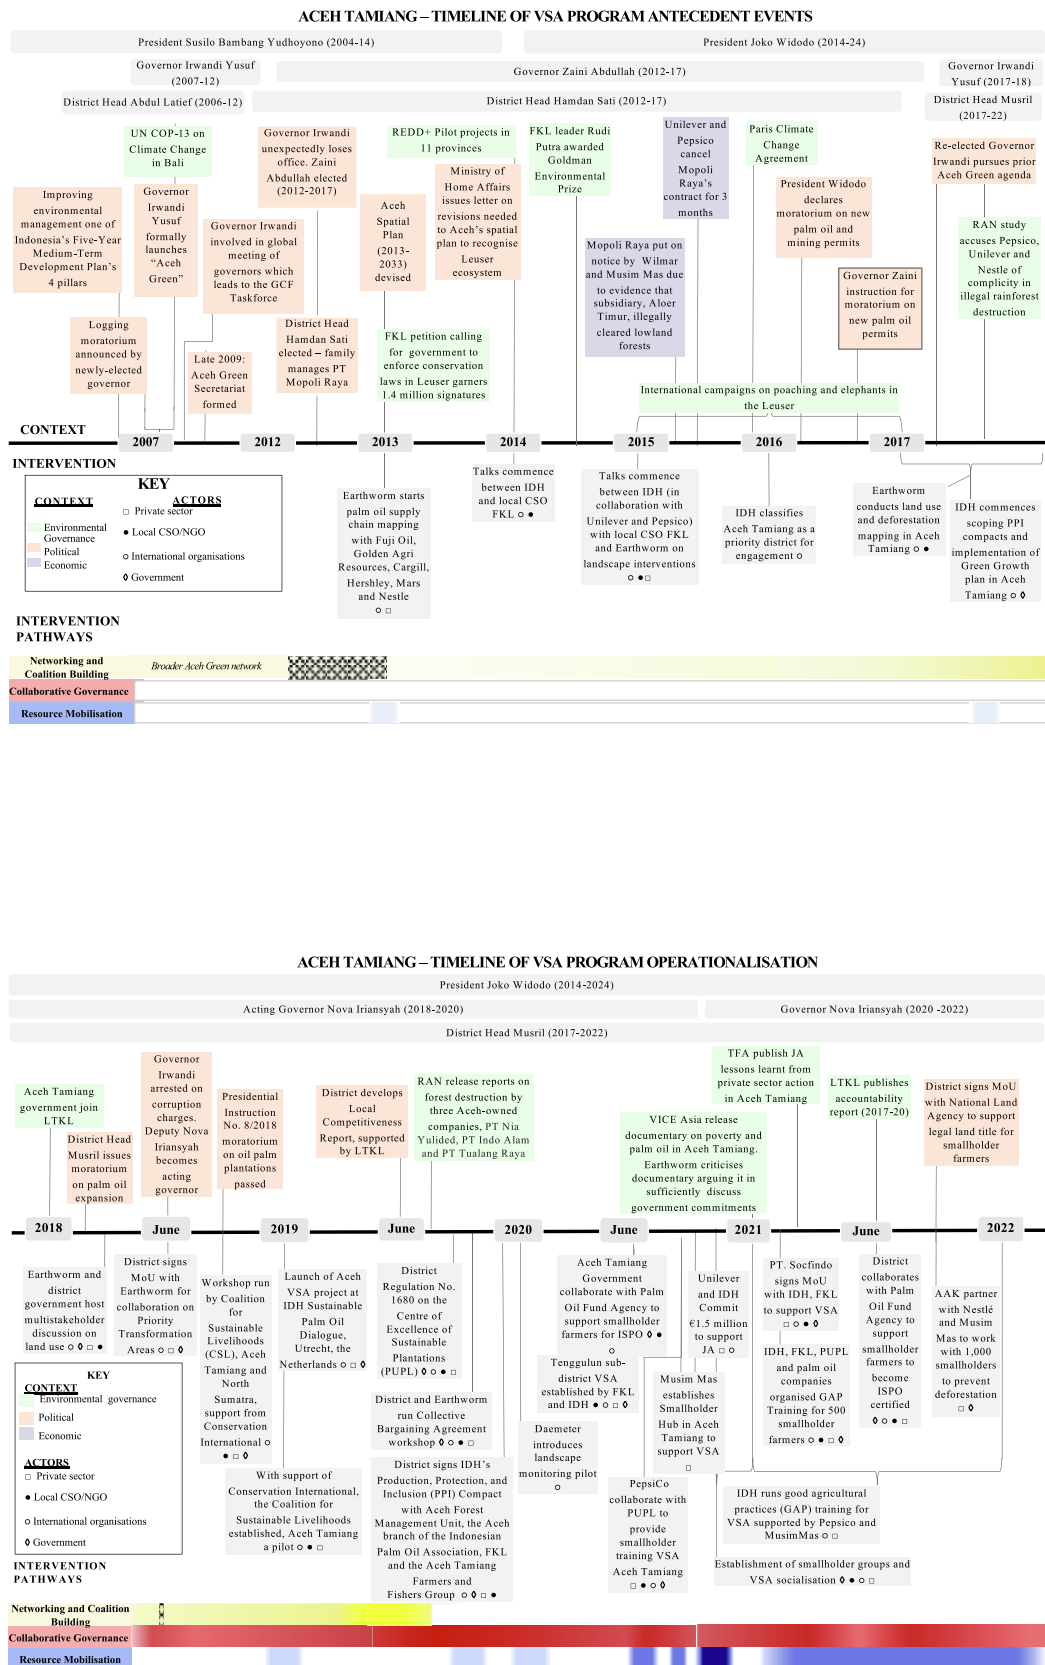 ACEH TAMIANG – TIMELINE OF VSA PROGRAM ANTECEDENT EVENTS
President Susilo Bambang Yudhoyono (2004-14)
President Joko Widodo (2014-24)
Governor Irwandi Yusuf
(2007-12)
Governor Zaini Abdullah (2012-17)
Governor Irwandi
Yusuf (2017-18)
District Head Abdul Latief (2006-12)
District Head Hamdan Sati (2012-17)
District Head Musril
(2017-22)
UN COP-13 on
Climate Change
in Bali
Governor Irwandi
unexpectedly loses
office. Zaini
Abdullah elected
(2012-2017)
REDD+ Pilot projects in
11 provinces
FKL leader Rudi
Putra awarded
Goldman
Environmental
Prize
Unilever and
Pepsico
cancel
Mopoli
Raya's
contract for 3
months
Paris Climate
Change
Agreement
Re-elected Governor
Irwandi pursues prior
Aceh Green agenda
Improving
environmental
management one of
Indonesia's Five-Year
Medium-Term
Development Plan's
4 pillars
Governor
Irwandi
Yusuf
formally
launches
"Aceh
Green"
Governor Irwandi
involved in global
meeting of
governors which
leads to the GCF
Taskforce
Aceh
Spatial
Plan
(2013-
2033)
devised
Ministry of
Home Affairs
issues letter on
revisions needed
to Aceh's spatial
plan to recognise
Leuser
ecosystem
President Widodo
declares
moratorium on new
palm oil and
mining permits
RAN study
accuses Pepsico,
Unilever and
Nestle of
complicity in
illegal rainforest
destruction
Mopoli Raya put on
notice by Wilmar
and Musim Mas due
to evidence that
subsidiary, Aloer
Timur, illegally
cleared lowland
forests
Governor Zaini
instruction for
moratorium on
new palm oil
permits
Logging
moratorium
announced by
newly-elected
governor
Late 2009:
Aceh Green
Secretariat
formed
District Head
Hamdan Sati
elected – family
manages PT
Mopoli Raya
FKL petition calling
for government to
enforce conservation
laws in Leuser garners
1.4 million signatures
International campaigns on poaching and elephants in
the Leuser
CONTEXT
2007
2012
2013
2014
2015
2016
2017
INTERVENTION
KEY
CONTEXT
ACTORS
□ Private sector
Environmental
Governance
Political
Economic
● Local CSO/NGO
○ International organisations
◊ Government
Earthworm starts
palm oil supply
chain mapping
with Fuji Oil,
Golden Agri
Resources, Cargill,
Hershley, Mars
and Nestle
○ □
Talks commence
between IDH
and local CSO
FKL ○ ●
Talks commence
between IDH (in
collaboration with
Unilever and Pepsico)
with local CSO FKL
and Earthworm on
landscape interventions
○ ● □
IDH classifies
Aceh Tamiang as a
priority district for
engagement ○
Earthworm
conducts land use
and deforestation
mapping in Aceh
Tamiang ○ ●
IDH commences
scoping PPI
compacts and
implementation of
Green Growth
plan in Aceh
Tamiang ○ ◊
INTERVENTION
PATHWAYS
Networking and
Coalition Building
Broader Aceh Green network
Collaborative Governance
Resource Mobilisation
ACEH TAMIANG – TIMELINE OF VSA PROGRAM OPERATIONALISATION
President Joko Widodo (2014-2024)
Acting Governor Nova Iriansyah (2018-2020)
Governor Nova Iriansyah (2020 -2022)
District Head Musril (2017-2022)
Aceh Tamiang
government join
LTKL
District Head
Musril issues
moratorium
on palm oil
expansion
Governor
Irwandi
arrested on
corruption
charges.
Deputy Nova
Iriansyah
becomes
acting
governor
Presidential
Instruction
No. 8/2018
moratorium
on oil palm
plantations
passed
District develops
Local
Competitiveness
Report, supported
by LTKL
RAN release reports on
forest destruction by
three Aceh-owned
companies, PT Nia
Yulided, PT Indo Alam
and PT Tualang Raya
VICE Asia release
documentary on poverty and
palm oil in Aceh Tamiang.
Earthworm criticises
documentary arguing it in
sufficiently discuss
government commitments
TFA publish JA
lessons learnt from
private sector action
in Aceh Tamiang
LTKL publishes
accountability
report (2017-20)
District signs MoU
with National Land
Agency to support
legal land title for
smallholder
farmers
2018
June
2019
June
2020
June
2021
June
2022
Earthworm and
district
government host
multistakeholder
discussion on
land use ○ ◊ □ ●
District signs
MoU with
Earthworm for
collaboration on
Priority
Transformation
Areas ○ □ ◊
Workshop run
by Coalition
for
Sustainable
Livelihoods
(CSL), Aceh
Tamiang and
North
Sumatra,
support from
Conservation
International ○
● □ ◊
Launch of Aceh
VSA project at
IDH Sustainable
Palm Oil
Dialogue,
Utrecht, the
Netherlands ○ □ ◊
With support of
Conservation International,
the Coalition for
Sustainable Livelihoods
established, Aceh Tamiang
a pilot ○ ● □
District
Regulation No.
1680 on the
Centre of
Excellence of
Sustainable
Plantations
(PUPL) ◊ ○ ● □
District and Earthworm
run Collective
Bargaining Agreement
workshop ◊ ○ ● □
District signs IDH's
Production, Protection, and
Inclusion (PPI) Compact
with Aceh Forest
Management Unit, the Aceh
branch of the Indonesian
Palm Oil Association, FKL
and the Aceh Tamiang
Farmers and
Fishers Group ○ ◊ □ ●
Daemeter
introduces
landscape
monitoring pilot
○
Aceh Tamiang
Government
collaborate with Palm
Oil Fund Agency to
support smallholder
farmers for ISPO ◊ ●
○
Tenggulun sub-
district VSA
established by FKL
and IDH ● ○ □ ◊
PepsiCo
collaborate with
PUPL to
provide
smallholder
training VSA
Aceh Tamiang
□ ● ○ ◊
Musim Mas
establishes
Smallholder
Hub in Aceh
Tamiang to
support VSA
□
Unilever
and IDH
Commit
€1.5 million
to support
JA □ ○
PT. Socfindo
signs MoU
with IDH, FKL
to support VSA
□ ○ ● ◊
IDH, FKL, PUPL
and palm oil
companies
organised GAP
Training for 500
smallholder
farmers ○ ● □ ◊
District
collaborates
with Palm
Oil Fund
Agency to
support
smallholder
farmers to
become
ISPO
certified
◊ ○ ● □
AAK partner
with Nestlé
and Musim
Mas to work
with 1,000
smallholders
to prevent
deforestation
□ ◊
IDH runs good agricultural
practices (GAP) training for
VSA supported by Pepsico and
MusimMas ○ □
Establishment of smallholder groups and
VSA socialisation ◊ ● ○ □
KEY
CONTEXT
Environmental governance
Political
Economic
ACTORS
□ Private sector
● Local CSO/NGO
○ International organisations
◊ Government
INTERVENTION
PATHWAYS
Networking and Coalition
Building
Collaborative Governance
Resource Mobilisation